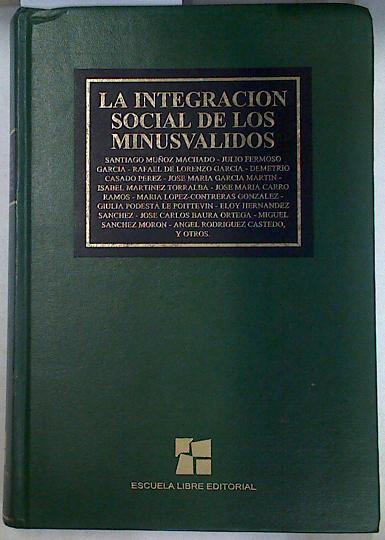 LA INTEGRACION
SOCIAL DE LOS
MINUSVALIDOS
SANTIAGO MUÑOZ MACHADO - JULIO FERMOSO
GARCIA - RAFAEL DE LORENZO GARCIA - DEMETRIO
CASADO PEREZ - JOSE MARIA GARCIA MARTIN -
ISABEL MARTINEZ TORRALBA - JOSE MARIA CARRO
RAMOS - MARIA LOPEZ-CONTRERAS GONZALEZ -
GIULIA PODESTA LE POITTEVIN - ELOY HERNANDEZ
SANCHEZ - JOSE CARLOS BAURA ORTEGA - MIGUEL
SANCHEZ MORON - ANGEL RODRIGUEZ CASTEDO,
Y OTROS.
ESCUELA LIBRE EDITORIAL